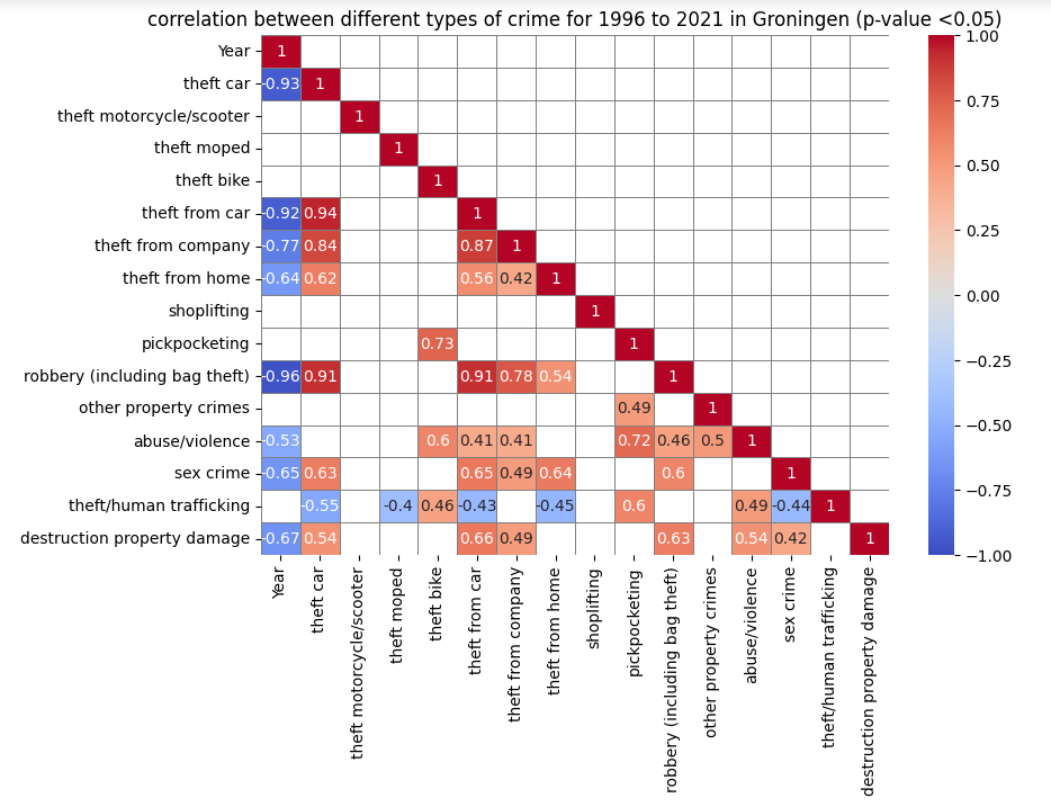 correlation between different types of crime for 1996 to 2021 in Groningen (p-value <0.05)
Year 1
theft car -0.93 1
theft motorcycle/scooter 1
theft moped 1
theft bike 1
theft from car -0.92 0.94 1
theft from company -0.77 0.84 0.87 1
theft from home -0.64 0.62 0.56 0.42 1
shoplifting 1
pickpocketing 0.73 1
robbery (including bag theft) -0.96 0.91 0.91 0.78 0.54 1
other property crimes 0.49 1
abuse/violence -0.53 0.6 0.41 0.41 0.72 0.46 0.5 1
sex crime -0.65 0.63 0.65 0.49 0.64 0.6 1
theft/human trafficking -0.55 -0.4 0.46 -0.43 -0.45 0.6 0.49 -0.44 1
destruction property damage -0.67 0.54 0.66 0.49 0.63 0.54 0.42 1
Year
theft car
theft motorcycle/scooter
theft moped
theft bike
theft from car
theft from company
theft from home
shoplifting
pickpocketing
robbery (including bag theft)
other property crimes
abuse/violence
sex crime
theft/human trafficking
destruction property damage
1.00
0.75
0.50
0.25
0.00
−0.25
−0.50
−0.75
−1.00